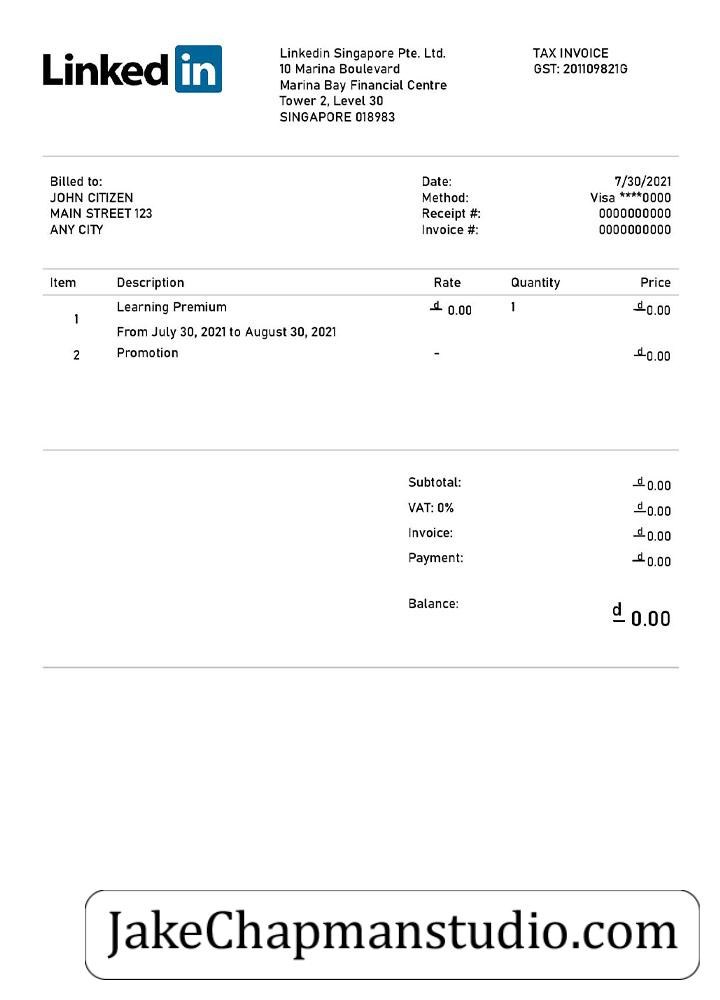 Linked in
Linkedin Singapore Pte. Ltd.
10 Marina Boulevard
Marina Bay Financial Centre
Tower 2, Level 30
SINGAPORE 018983
TAX INVOICE
GST: 201109821G
Billed to:
JOHN CITIZEN
MAIN STREET 123
ANY CITY
Date: 7/30/2021
Method: Visa ****0000
Receipt #: 0000000000
Invoice #: 0000000000
Item Description Rate Quantity Price
1 Learning Premium ₫ 0.00 1 ₫0.00
From July 30, 2021 to August 30, 2021
2 Promotion - ₫0.00
Subtotal: ₫0.00
VAT: 0% ₫0.00
Invoice: ₫0.00
Payment: ₫0.00
Balance: ₫ 0.00
JakeChapmanstudio.com